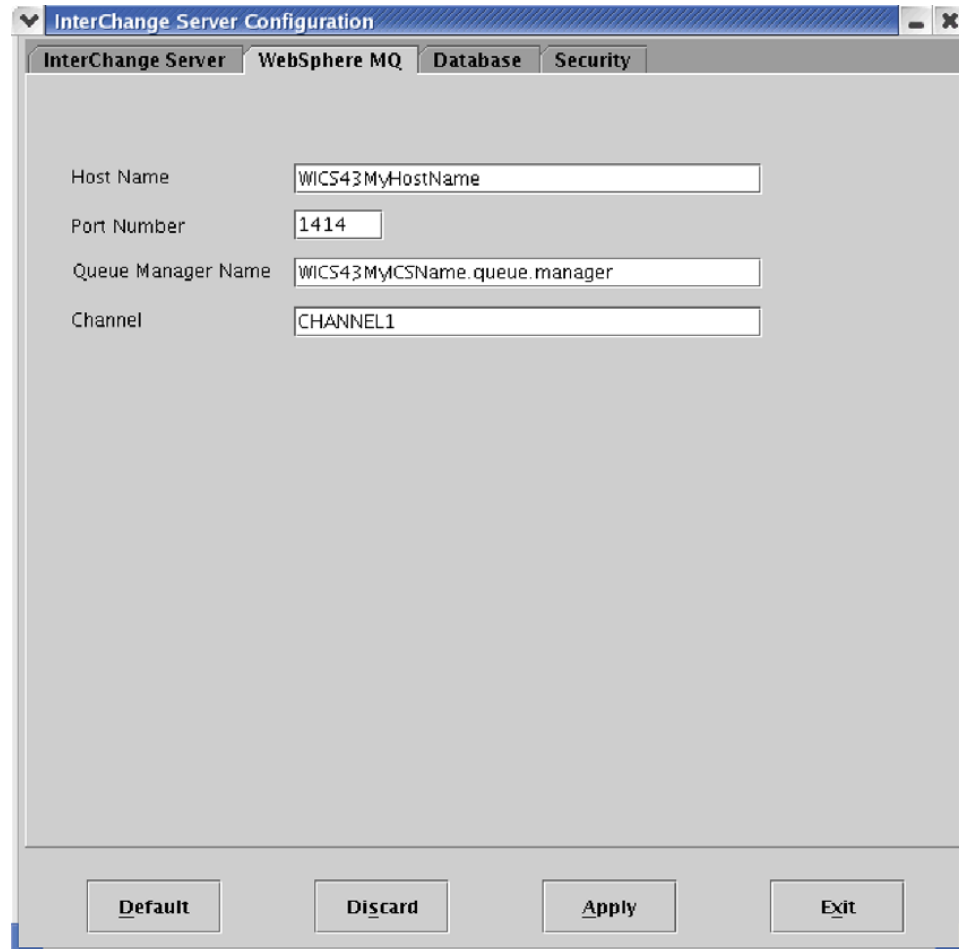 InterChange Server Configuration
InterChange Server WebSphere MQ Database Security
Host Name WICS43MyHostName
Port Number 1414
Queue Manager Name WICS43MyICSName.queue.manager
Channel CHANNEL1
Default Discard Apply Exit